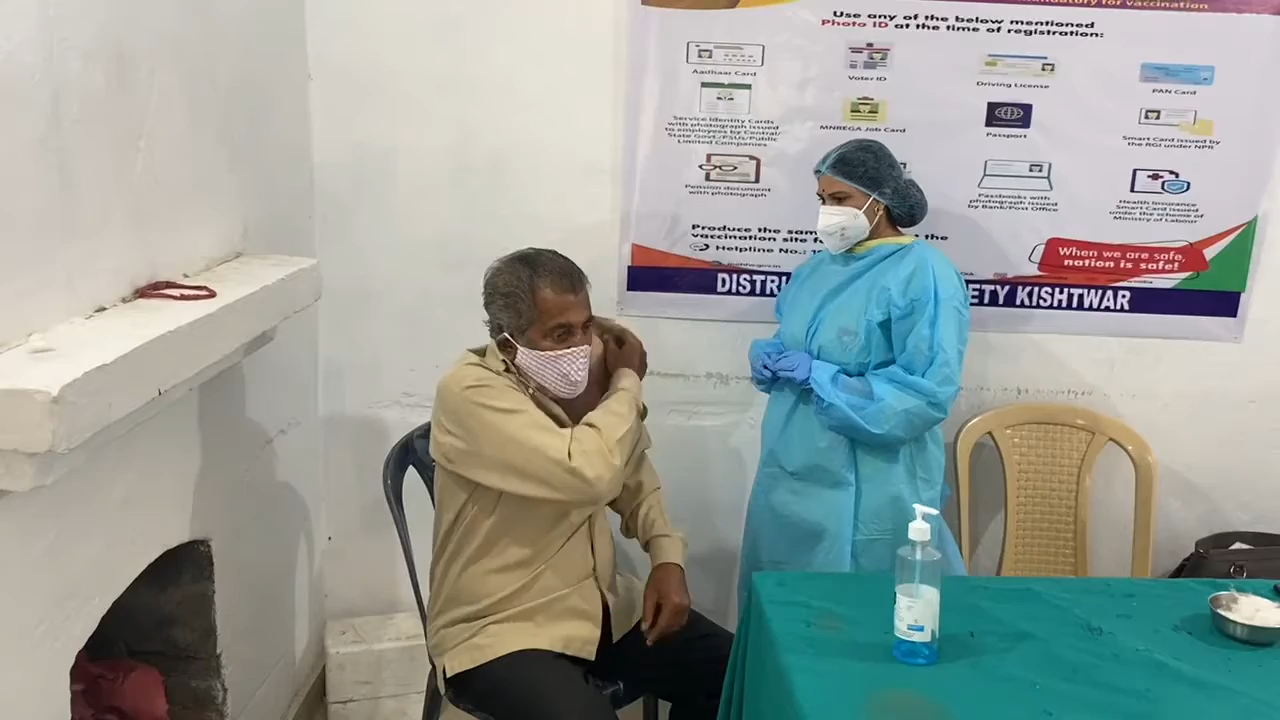 mandatory for vaccination
Use any of the below mentioned
Photo ID at the time of registration:
Aadhaar Card
Voter ID
Driving License
PAN Card
Service Identity Cards
with photograph issued
to employees by Central/
State Govt./PSUs/Public
Limited Companies
MNREGA Job Card
Passport
Smart Card issued by
the RGI under NPR
Pension document
with photograph
Passbooks with
photograph issued
by Bank/Post Office
Health Insurance
Smart Card issued
under the scheme of
Ministry of Labour
Produce the the
vaccination site
Helpline No.:
When we are safe,
nation is safe!
KISHTWAR